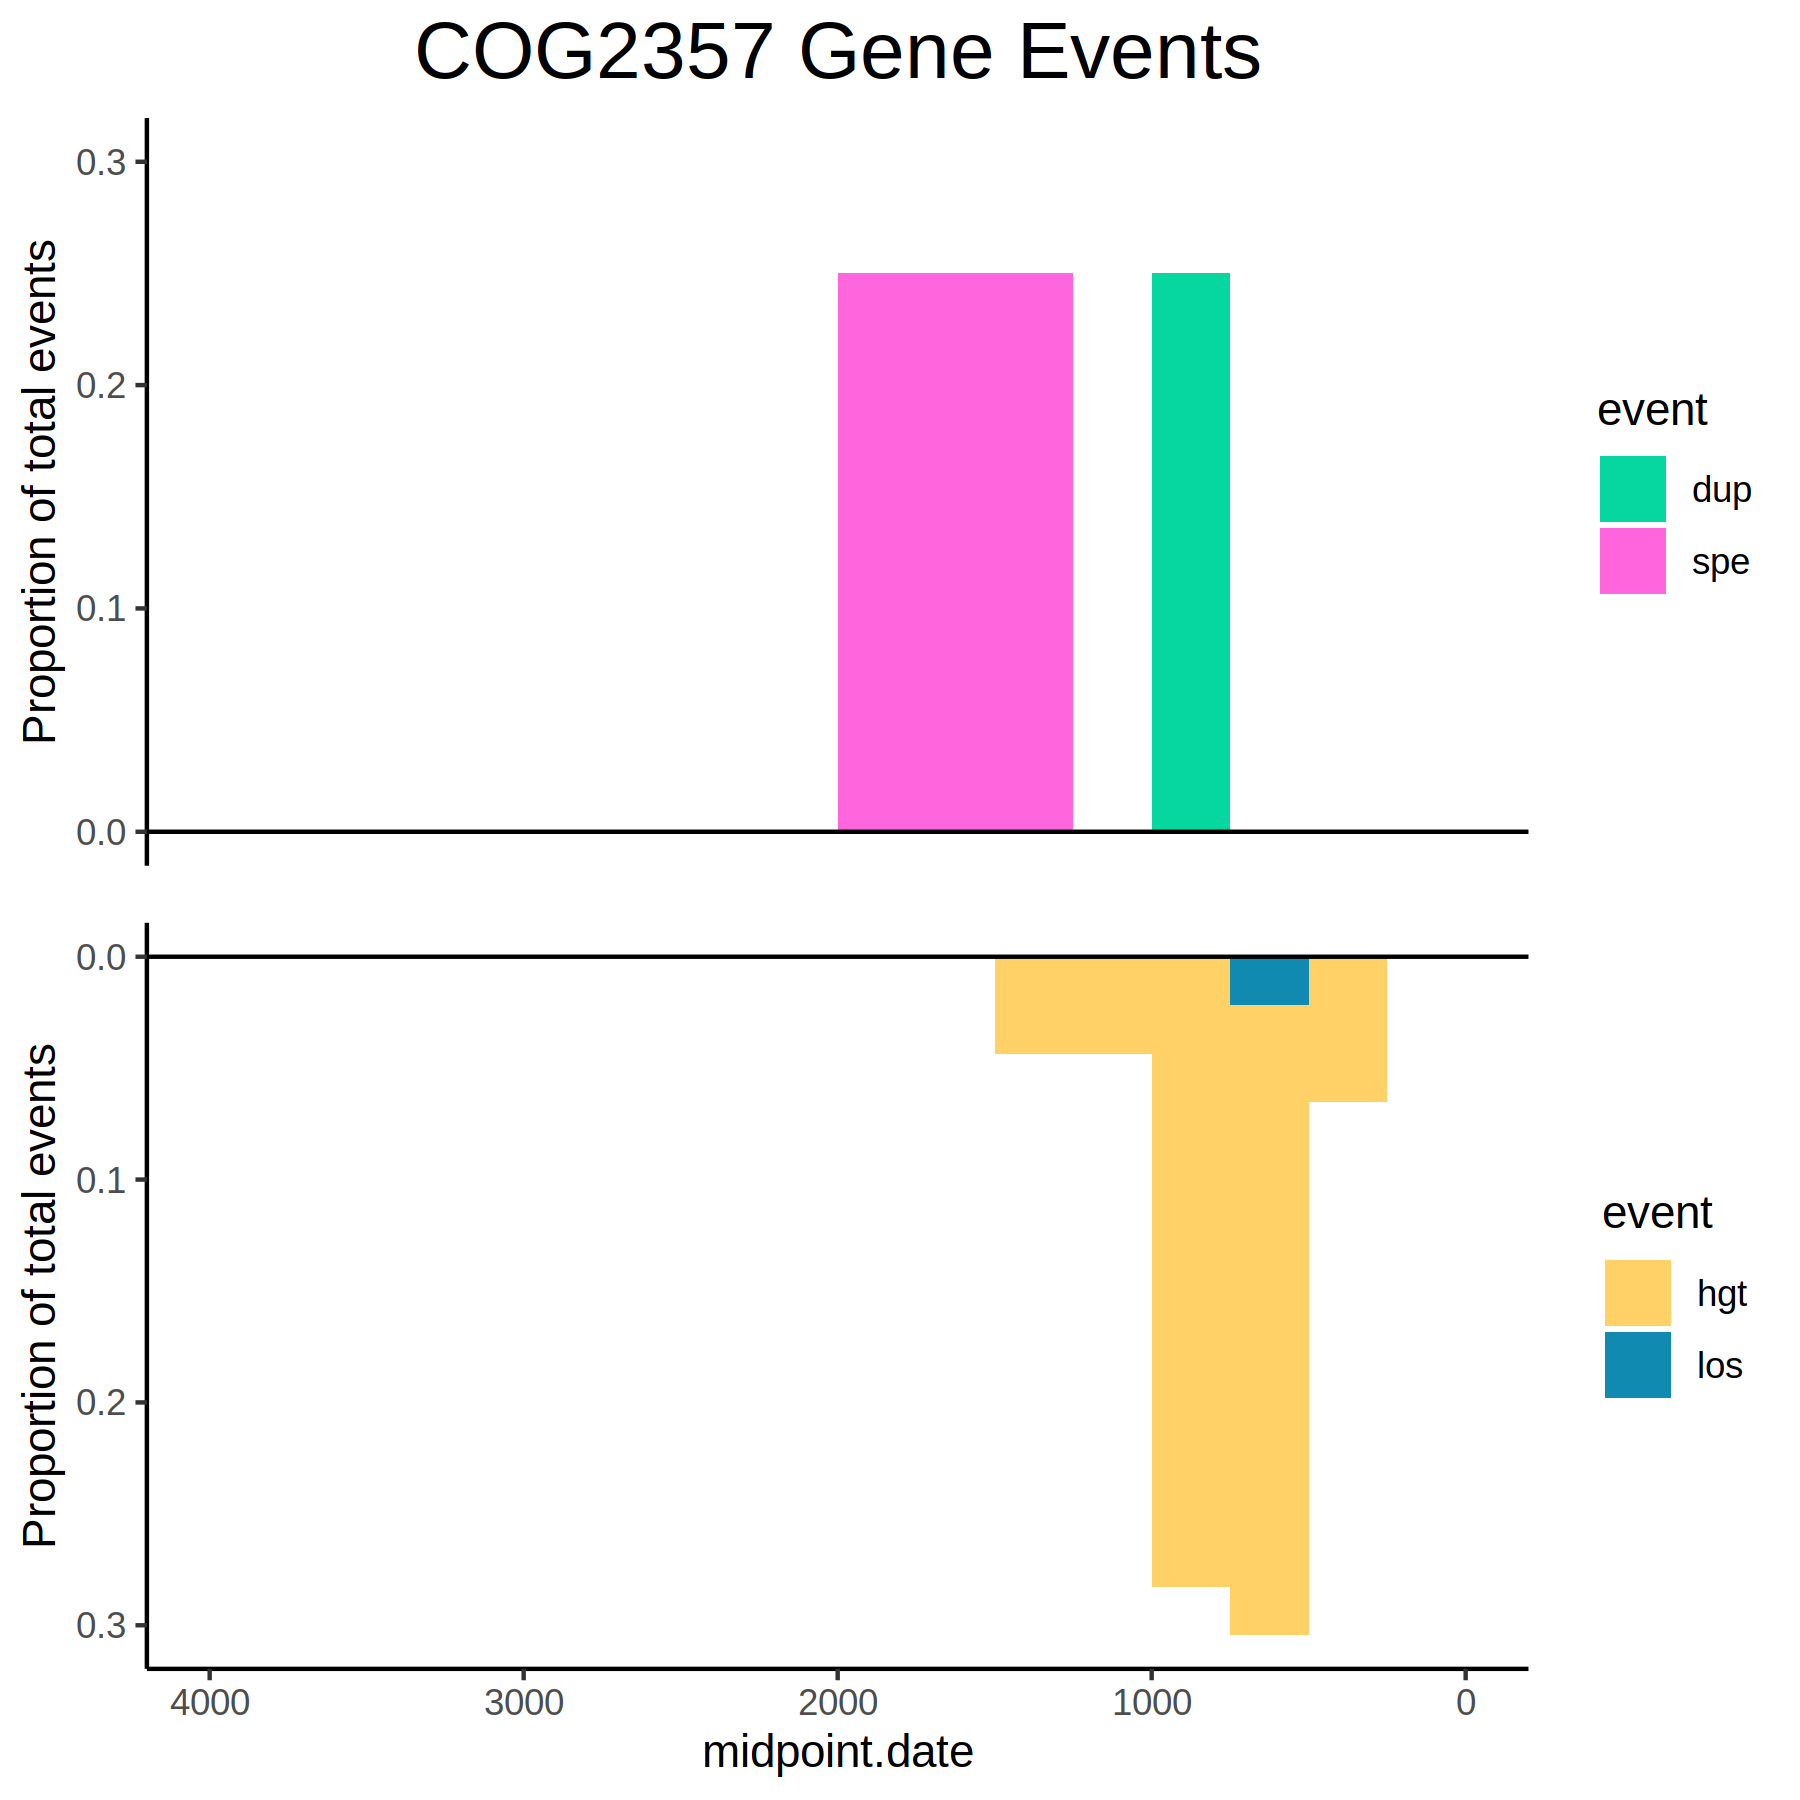 COG2357 Gene Events
Proportion of total events
0.3
0.2
0.1
0.0
event
dup
spe
Proportion of total events
0.0
0.1
0.2
0.3
event
hgt
los
4000 3000 2000 1000 0
midpoint.date